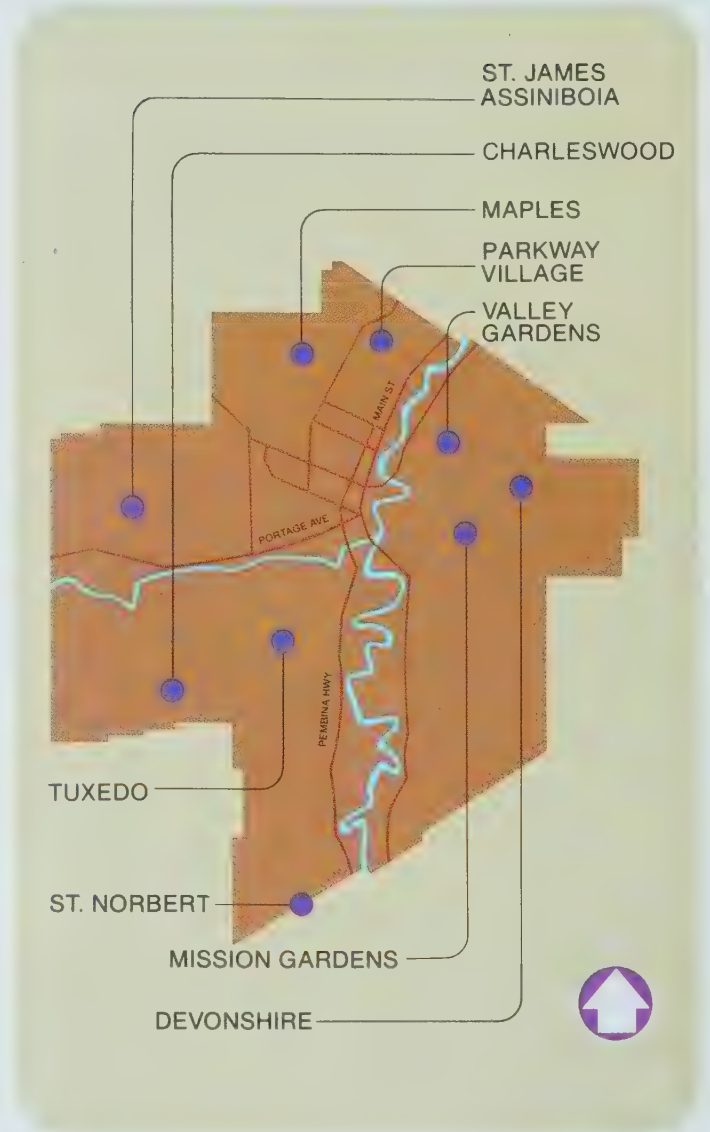 ST. JAMES
ASSINIBOIA
CHARLESWOOD
MAPLES
PARKWAY
VILLAGE
VALLEY
GARDENS
MAIN ST
PORTAGE AVE
PEMBINA HWY
TUXEDO
ST. NORBERT
MISSION GARDENS
DEVONSHIRE